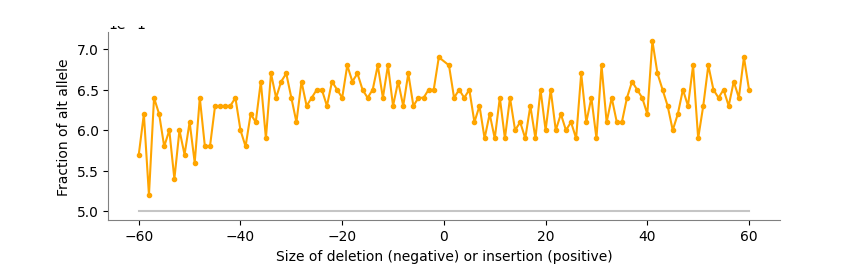 7.0
6.5
6.0
5.5
5.0
Fraction of alt allele
−60 −40 −20 0 20 40 60
Size of deletion (negative) or insertion (positive)